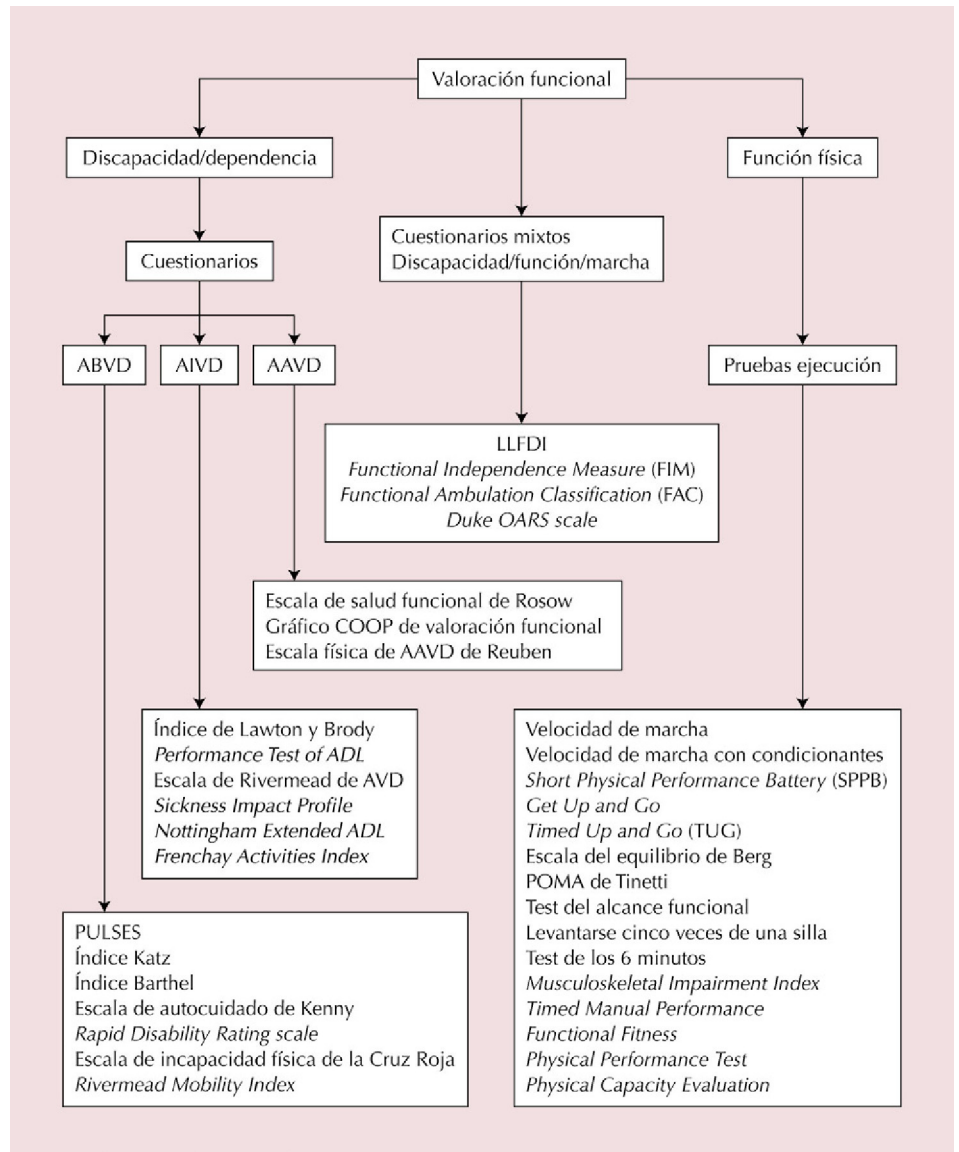 Valoración funcional
Discapacidad/dependencia
Función física
Cuestionarios mixtos
Discapacidad/función/marcha
Cuestionarios
ABVD
AIVD
AAVD
Pruebas ejecución
LLFDI
Functional Independence Measure (FIM)
Functional Ambulation Classification (FAC)
Duke OARS scale
Escala de salud funcional de Rosow
Gráfico COOP de valoración funcional
Escala física de AAVD de Reuben
Índice de Lawton y Brody
Performance Test of ADL
Escala de Rivermead de AVD
Sickness Impact Profile
Nottingham Extended ADL
Frenchay Activities Index
Velocidad de marcha
Velocidad de marcha con condicionantes
Short Physical Performance Battery (SPPB)
Get Up and Go
Timed Up and Go (TUG)
Escala del equilibrio de Berg
POMA de Tinetti
Test del alcance funcional
Levantarse cinco veces de una silla
Test de los 6 minutos
Musculoskeletal Impairment Index
Timed Manual Performance
Functional Fitness
Physical Performance Test
Physical Capacity Evaluation
PULSES
Índice Katz
Índice Barthel
Escala de autocuidado de Kenny
Rapid Disability Rating scale
Escala de incapacidad física de la Cruz Roja
Rivermead Mobility Index